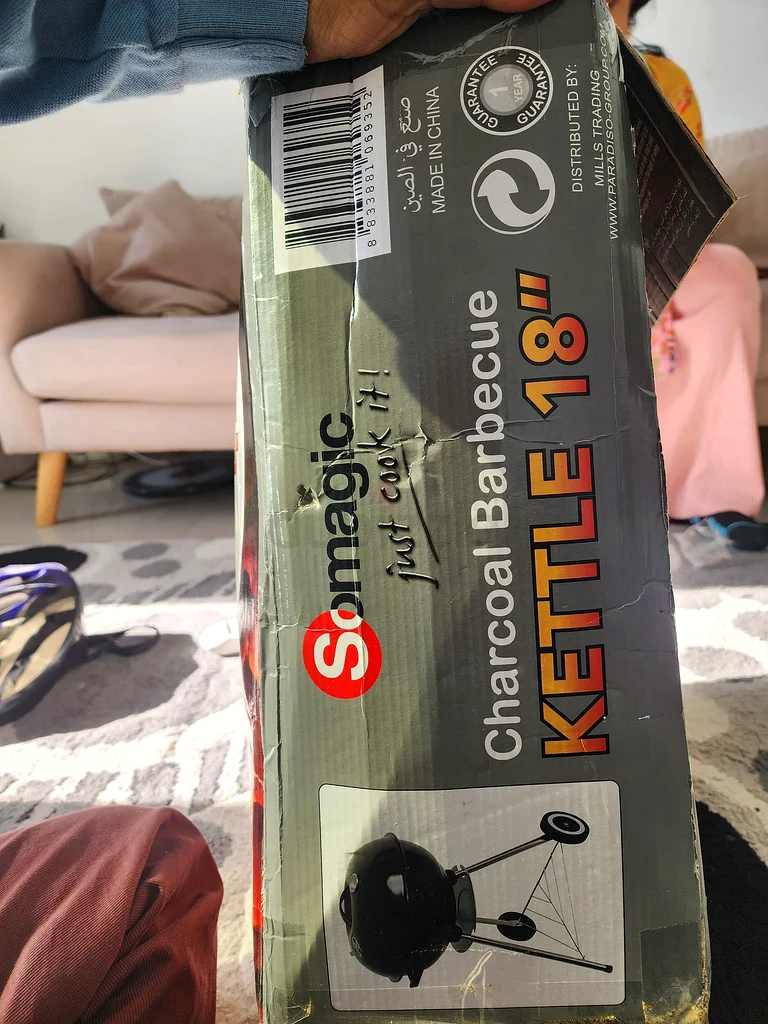 Somagic
just cook it!
Charcoal Barbecue
KETTLE 18"
8 833881 069352
صنع في الصين
MADE IN CHINA
GUARANTEE
1
YEAR
GUARANTEE
DISTRIBUTED BY:
MILLS TRADING
WWW.PARADISO-GROUP.CO